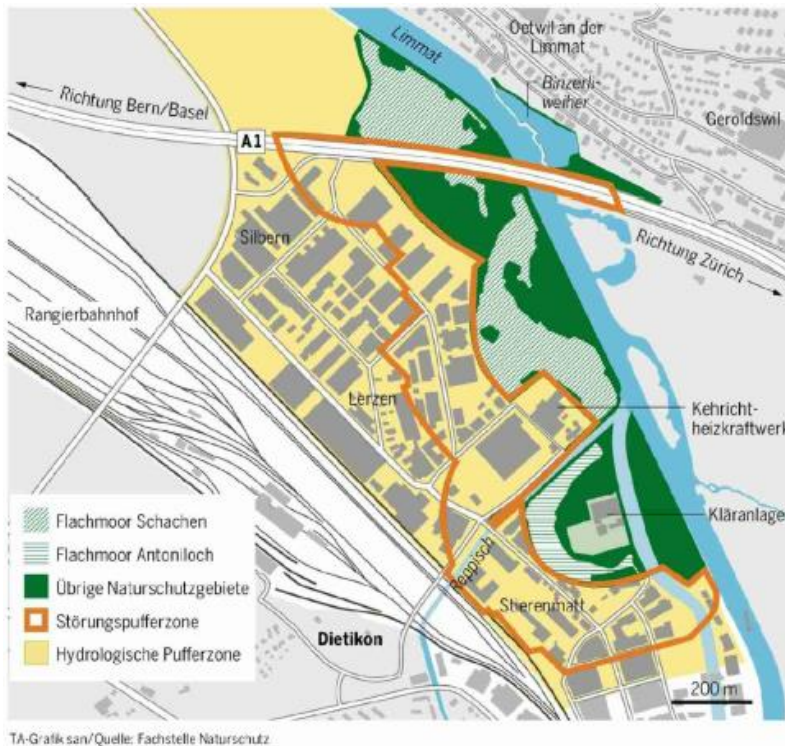 Limmat
Oetwil an der
Limmat
Binzerli-
weiher
Geroldswil
Richtung Bern/Basel
A1
Richtung Zürich
Silbern
Rangierbahnhof
Lerzen
Kehricht-
heizkraftwerk
Kläranlage
Reppisch
Stierenmatt
Dietikon
200 m
Flachmoor Schachen
Flachmoor Antoniloch
Übrige Naturschutzgebiete
Störungspufferzone
Hydrologische Pufferzone
TA-Grafik san/Quelle: Fachstelle Naturschutz